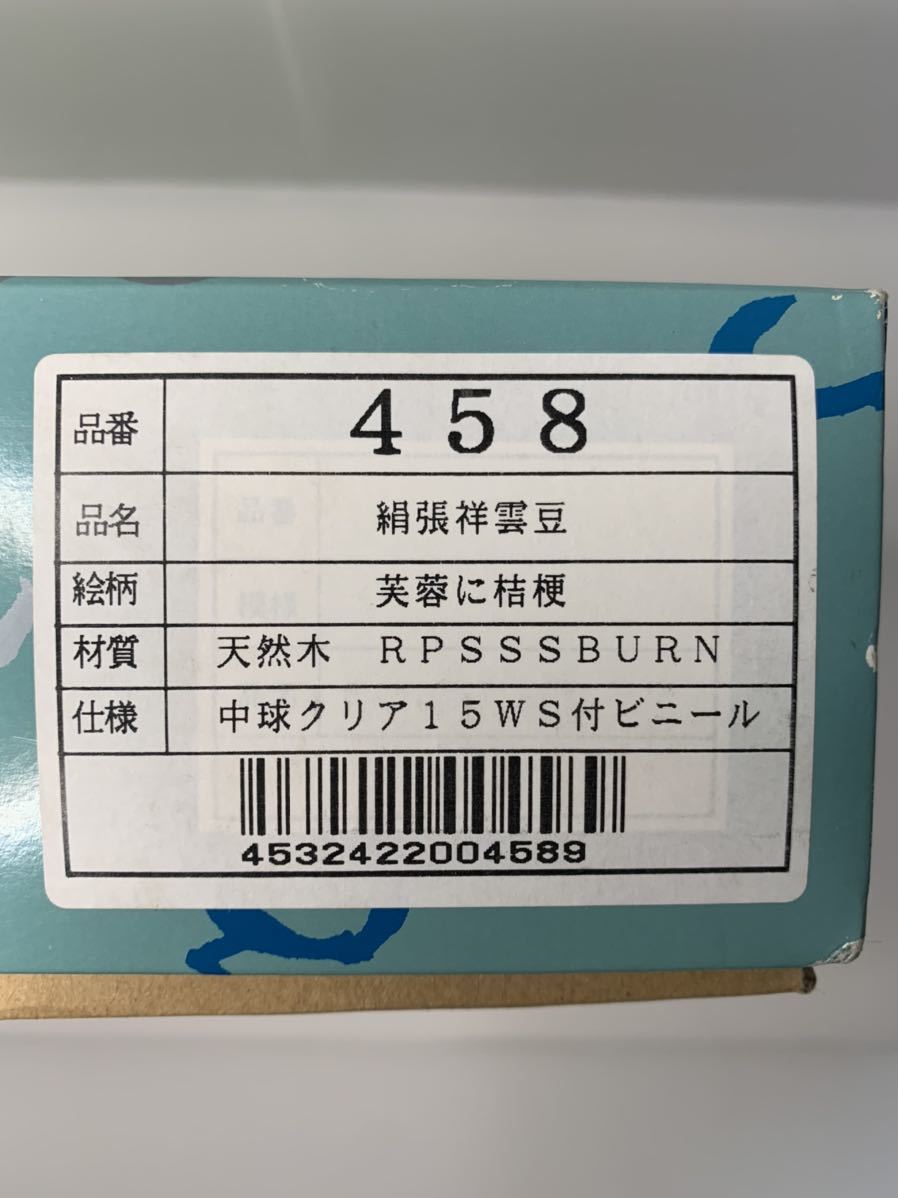 品番 458
品名 絹張祥雲豆
絵柄 芙蓉に桔梗
材質 天然木 RPSSSBURN
仕様 中球クリア15WS付ビニール
4532422004589